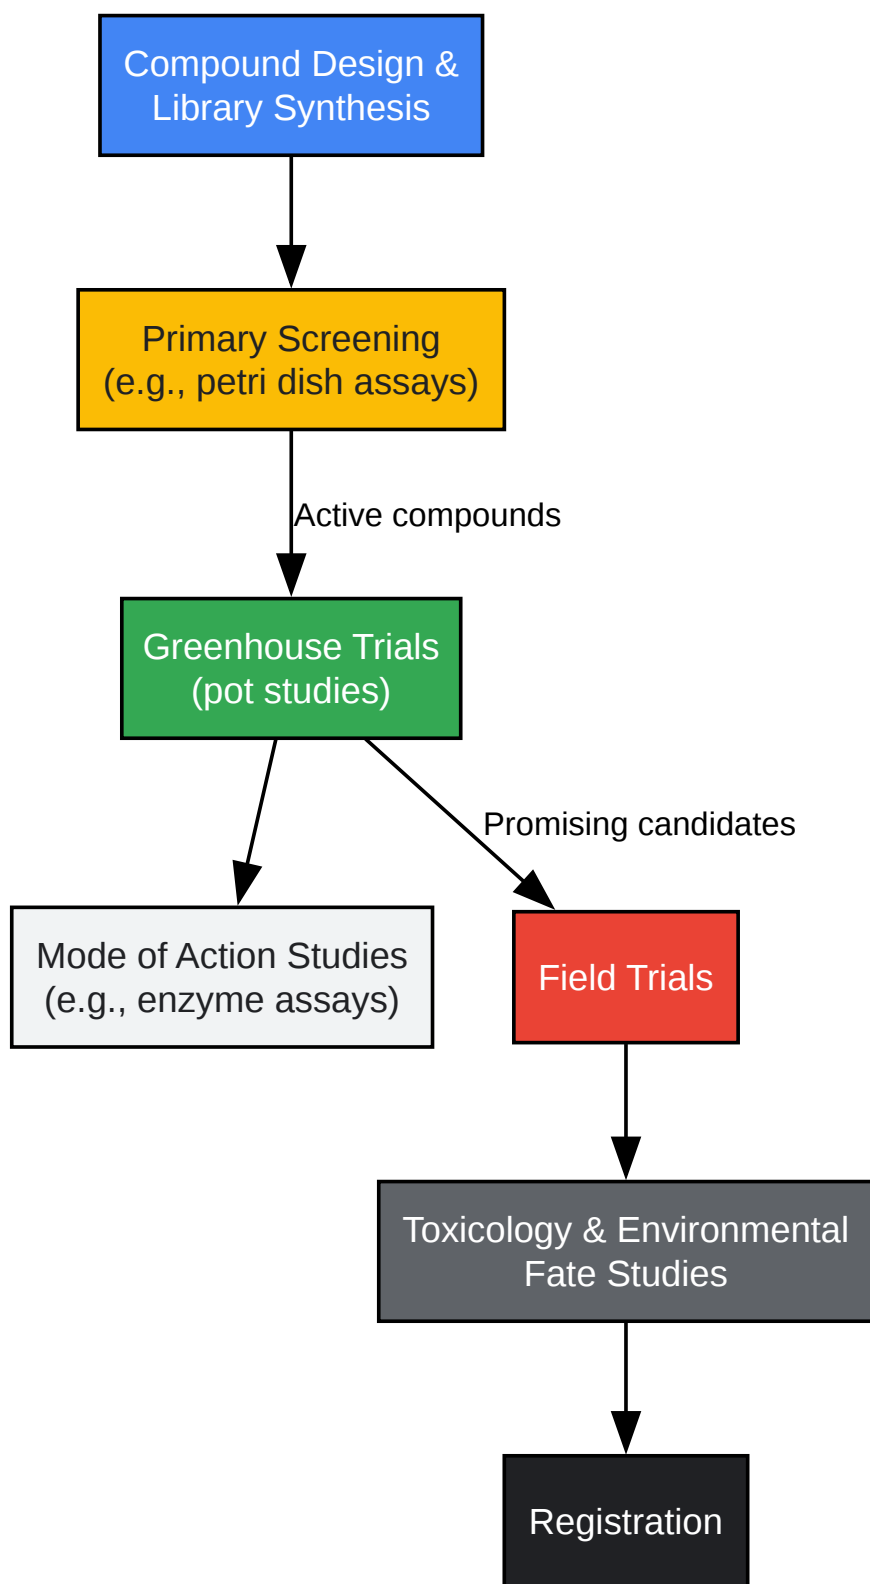 Compound Design &
Library Synthesis
Primary Screening
(e.g., petri dish assays)
Active compounds
Greenhouse Trials
(pot studies)
Promising candidates
Mode of Action Studies
(e.g., enzyme assays)
Field Trials
Toxicology & Environmental
Fate Studies
Registration